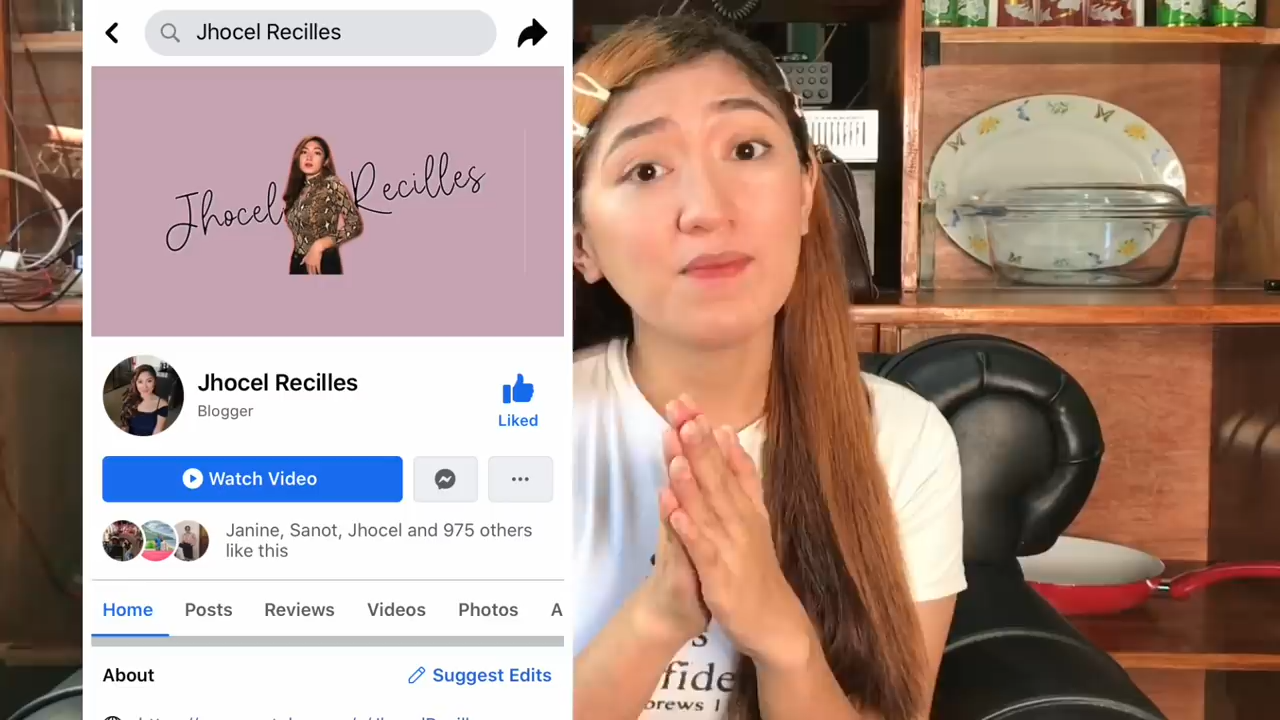 Jhocel Recilles
Jhocel Recilles
Jhocel Recilles
Blogger
Liked
Watch Video
Janine, Sanot, Jhocel and 975 others
like this
Home Posts Reviews Videos Photos A
About
Suggest Edits